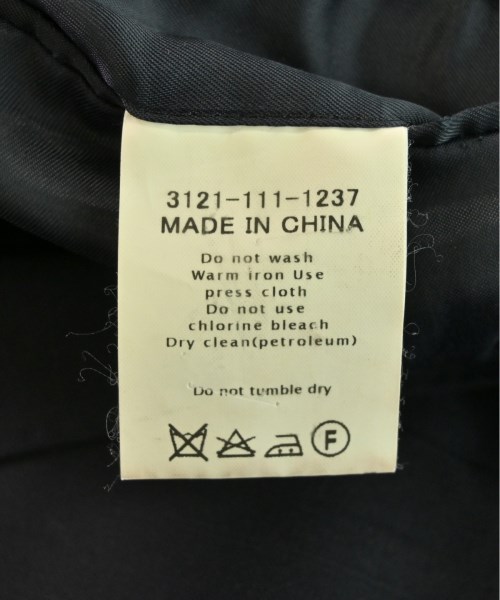 3121-111-1237
MADE IN CHINA
Do not wash
Warm iron Use
press cloth
Do not use
chlorine bleach
Dry clean(petroleum)
Do not tumble dry
F